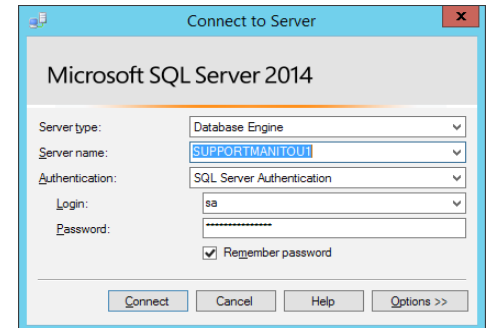 Connect to Server
x
Microsoft SQL Server 2014
Server type: Database Engine
Server name: SUPPORTMANITOU1
Authentication: SQL Server Authentication
Login: sa
Password: ***************
Remember password
Connect Cancel Help Options >>